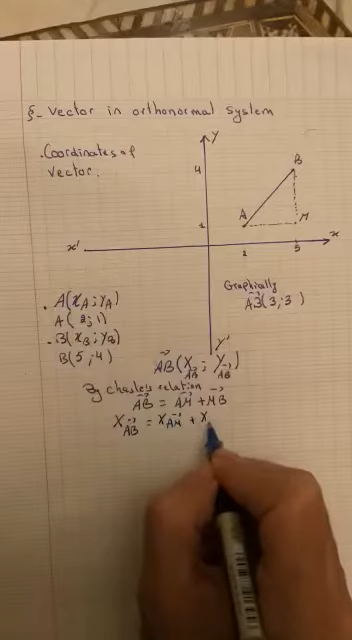 §- Vector in orthonormal system
. Coordinates of
vector.
y
4
B
A
M
1
x'
x
2
5
Graphically
AB(3;3)
. A(xA; yA)
A(2;1)
- B(xB; yB)
B(5;4)
y'
AB(XAB; YAB)
By chasles relation
AB = AM + MB
XAB = XAM + X